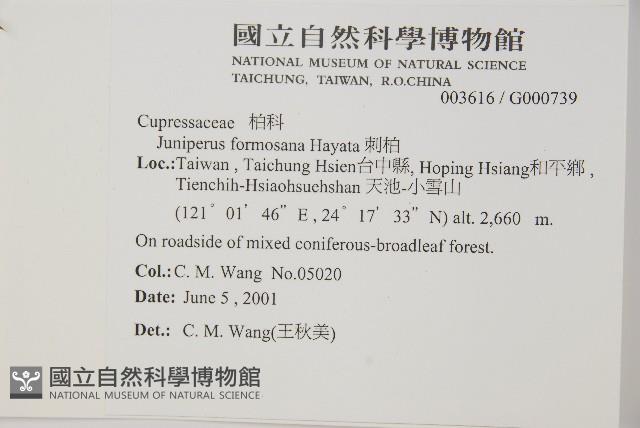 國立自然科學博物館
NATIONAL MUSEUM OF NATURAL SCIENCE
TAICHUNG, TAIWAN, R.O.CHINA
003616 / G000739
Cupressaceae 柏科
Juniperus formosana Hayata 刺柏
Loc.:Taiwan , Taichung Hsien台中縣, Hoping Hsiang和平鄉 ,
Tienchih-Hsiaohsuehshan 天池-小雪山
(121° 01' 46" E , 24° 17' 33" N) alt. 2,660 m.
On roadside of mixed coniferous-broadleaf forest.
Col.: C. M. Wang No.05020
Date: June 5 , 2001
Det.: C. M. Wang(王秋美)
國立自然科學博物館
NATIONAL MUSEUM OF NATURAL SCIENCE